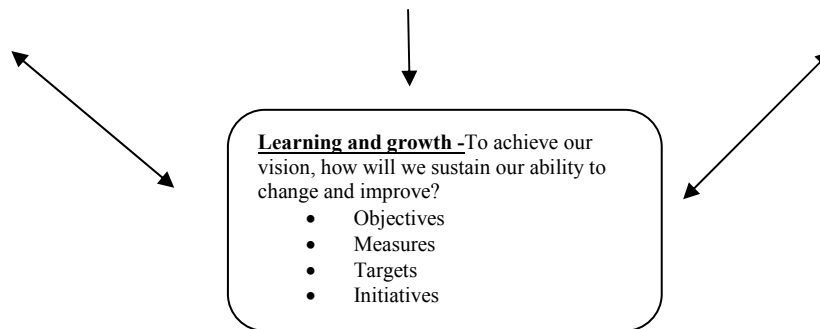 Learning and growth -To achieve our
vision, how will we sustain our ability to
change and improve?
• Objectives
• Measures
• Targets
• Initiatives